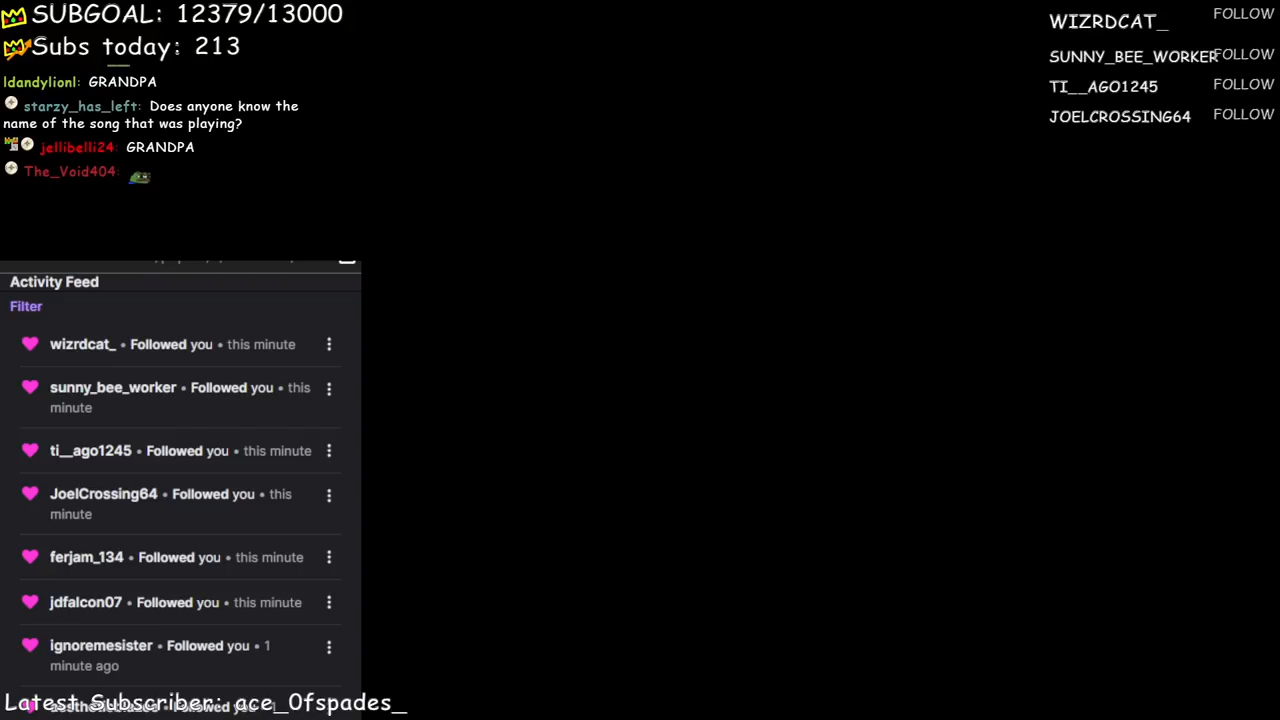 SUBGOAL: 12379/13000
Subs today: 213
ldandylionl: GRANDPA
starzy_has_left: Does anyone know the
name of the song that was playing?
jellibelli24: GRANDPA
The_Void404:
WIZRDCAT_ FOLLOW
SUNNY_BEE_WORKER FOLLOW
TI__AGO1245 FOLLOW
JOELCROSSING64 FOLLOW
Activity Feed
Filter
wizrdcat_ • Followed you • this minute
sunny_bee_worker • Followed you • this
minute
ti__ago1245 • Followed you • this minute
JoelCrossing64 • Followed you • this
minute
ferjam_134 • Followed you • this minute
jdfalcon07 • Followed you • this minute
ignoremesister • Followed you • 1
minute ago
Latest Subscriber: ace_0fspades_